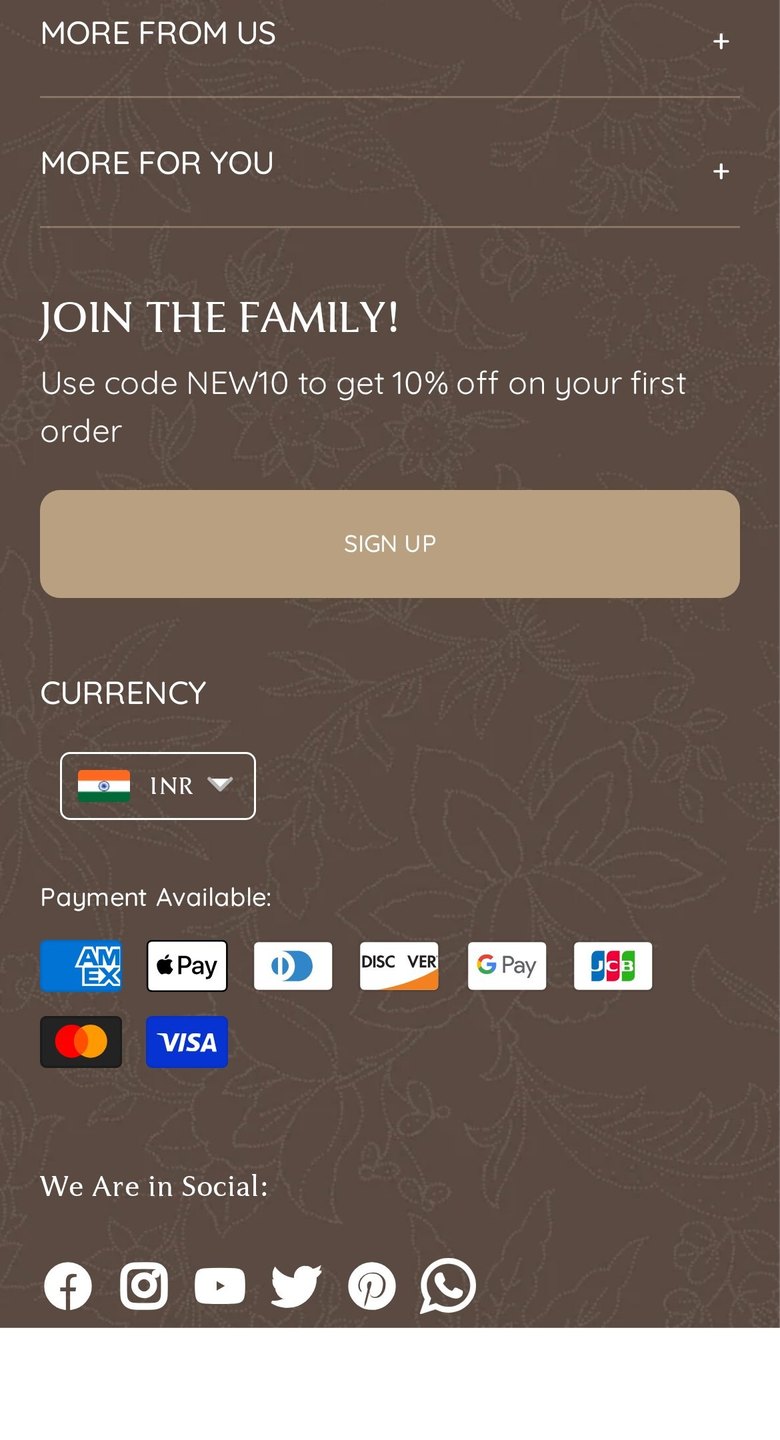 MORE FROM US +
MORE FOR YOU +
JOIN THE FAMILY!
Use code NEW10 to get 10% off on your first
order
SIGN UP
CURRENCY
INR
Payment Available:
AM
EX
Pay
DISC VER
G Pay
JCB
VISA
We Are in Social: